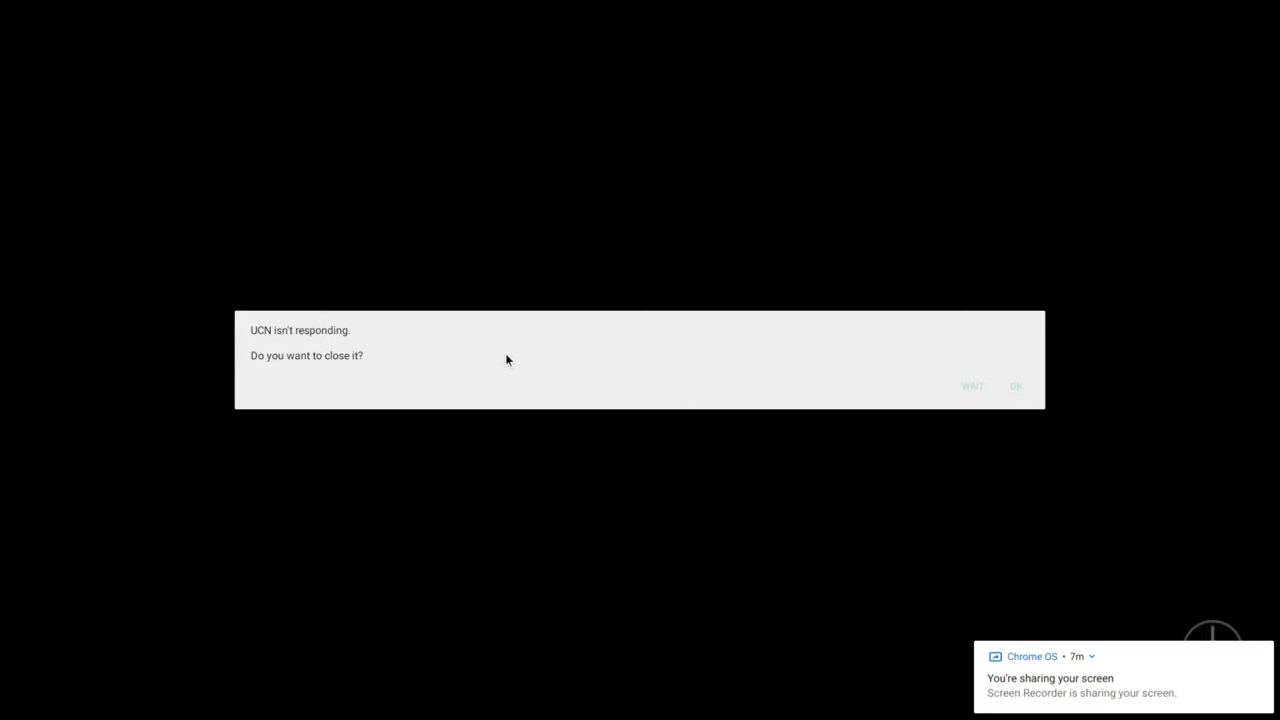 UCN isn't responding.
Do you want to close it?
WAIT OK
Chrome OS • 7m
You're sharing your screen
Screen Recorder is sharing your screen.